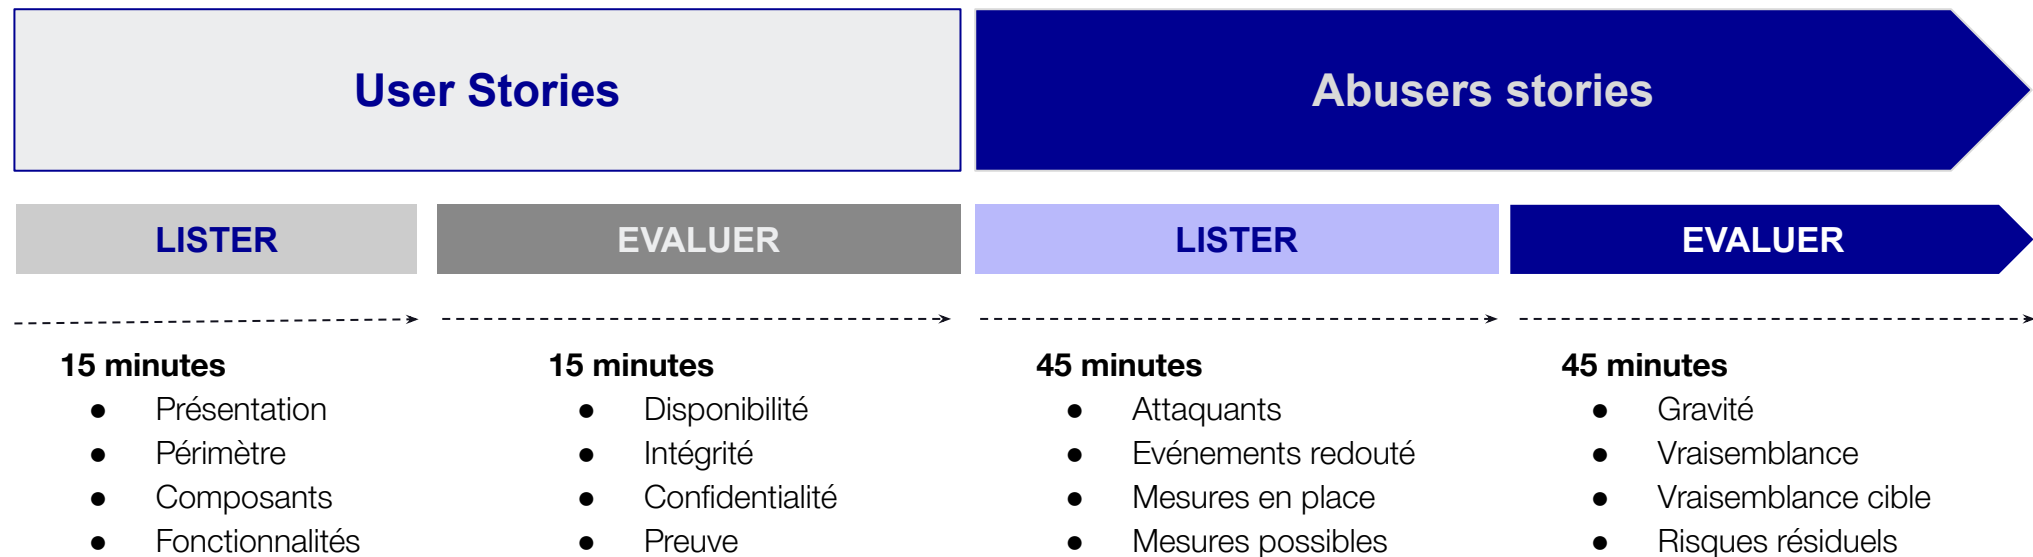 User Stories
Abusers stories
LISTER
EVALUER
LISTER
EVALUER
15 minutes
● Présentation
● Périmètre
● Composants
● Fonctionnalités
15 minutes
● Disponibilité
● Intégrité
● Confidentialité
● Preuve
45 minutes
● Attaquants
● Evénements redouté
● Mesures en place
● Mesures possibles
45 minutes
● Gravité
● Vraisemblance
● Vraisemblance cible
● Risques résiduels